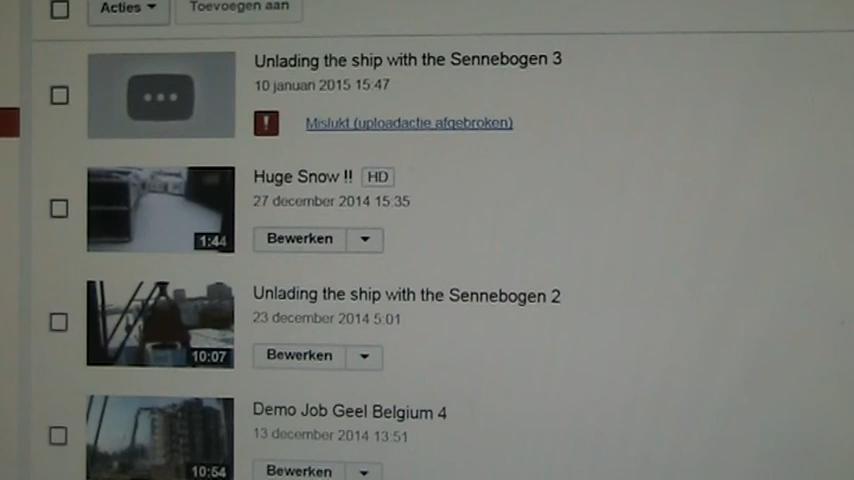 Acties
Toevoegen aan
Unlading the ship with the Sennebogen 3
10 januari 2015 15:47
!
Mislukt (uploadactie afgebroken)
Huge Snow !! HD
27 december 2014 15:35
1:44
Bewerken
Unlading the ship with the Sennebogen 2
23 december 2014 5:01
10:07
Bewerken
Demo Job Geel Belgium 4
13 december 2014 13:51
10:54
Bewerken